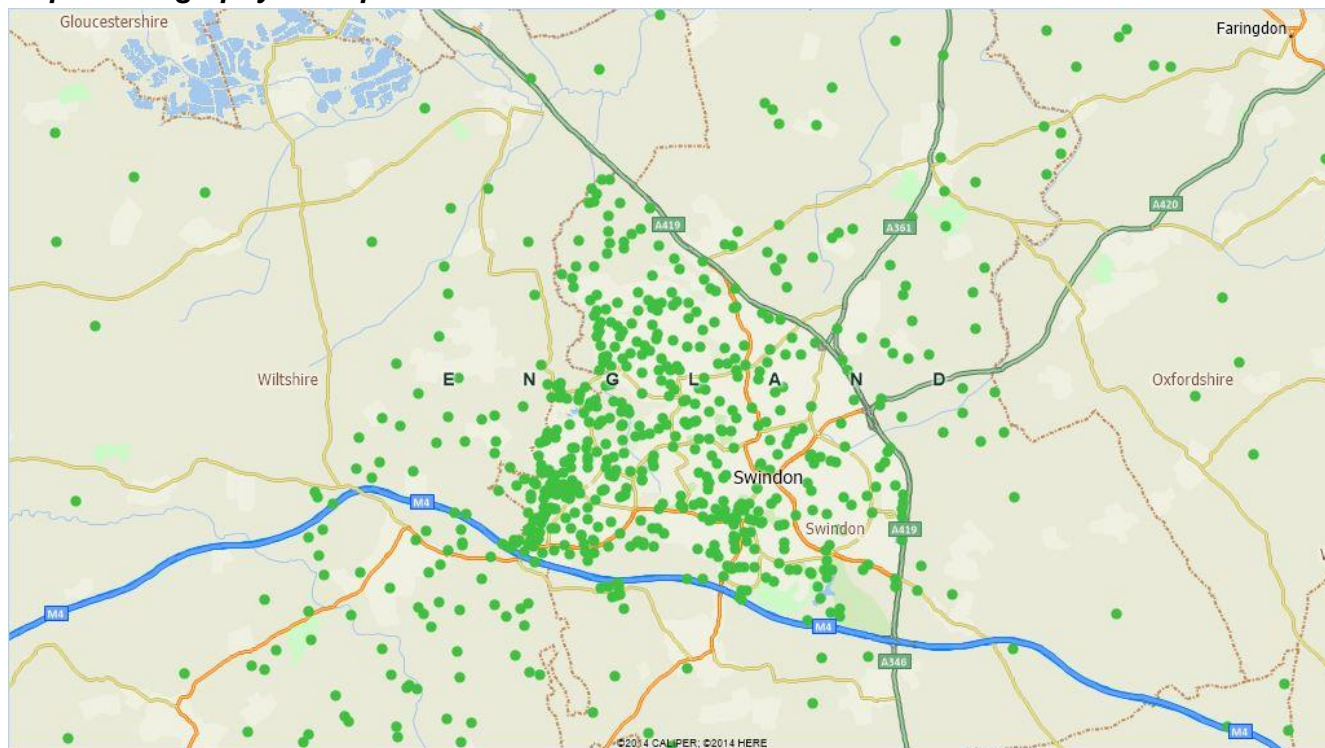 Gloucestershire
Faringdon
A419
A420
A361
Wiltshire
E N G L A N D
Oxfordshire
Swindon
M4
Swindon
A419
M4
M4
A346
M4
©2014 CALIPER; ©2014 HERE